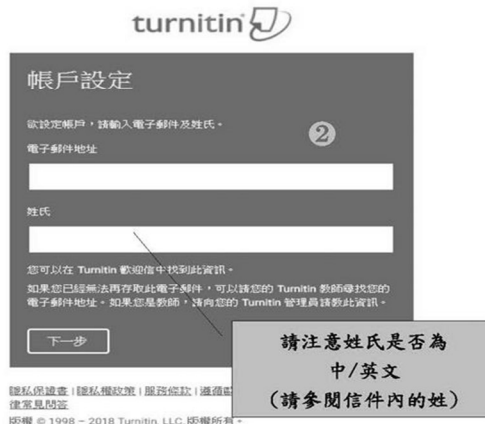 turnitin
帳戶設定
欲設定帳戶，請輸入電子郵件及姓氏。
2
電子郵件地址
姓氏
您可以在 Turnitin 歡迎信中找到此資訊。
如果您已經無法再存取此電子郵件，可以請您的 Turnitin 教師尋找您的
電子郵件地址。如果您是教師，請向您的 Turnitin 管理員請教此資訊。
下一步
請注意姓氏是否為
中/英文
(請參閱信件內的姓)
隱私保證書 | 隱私權政策 | 服務條款 | 遵循歐
律常見問答
版權 © 1998 – 2018 Turnitin, LLC. 版權所有。